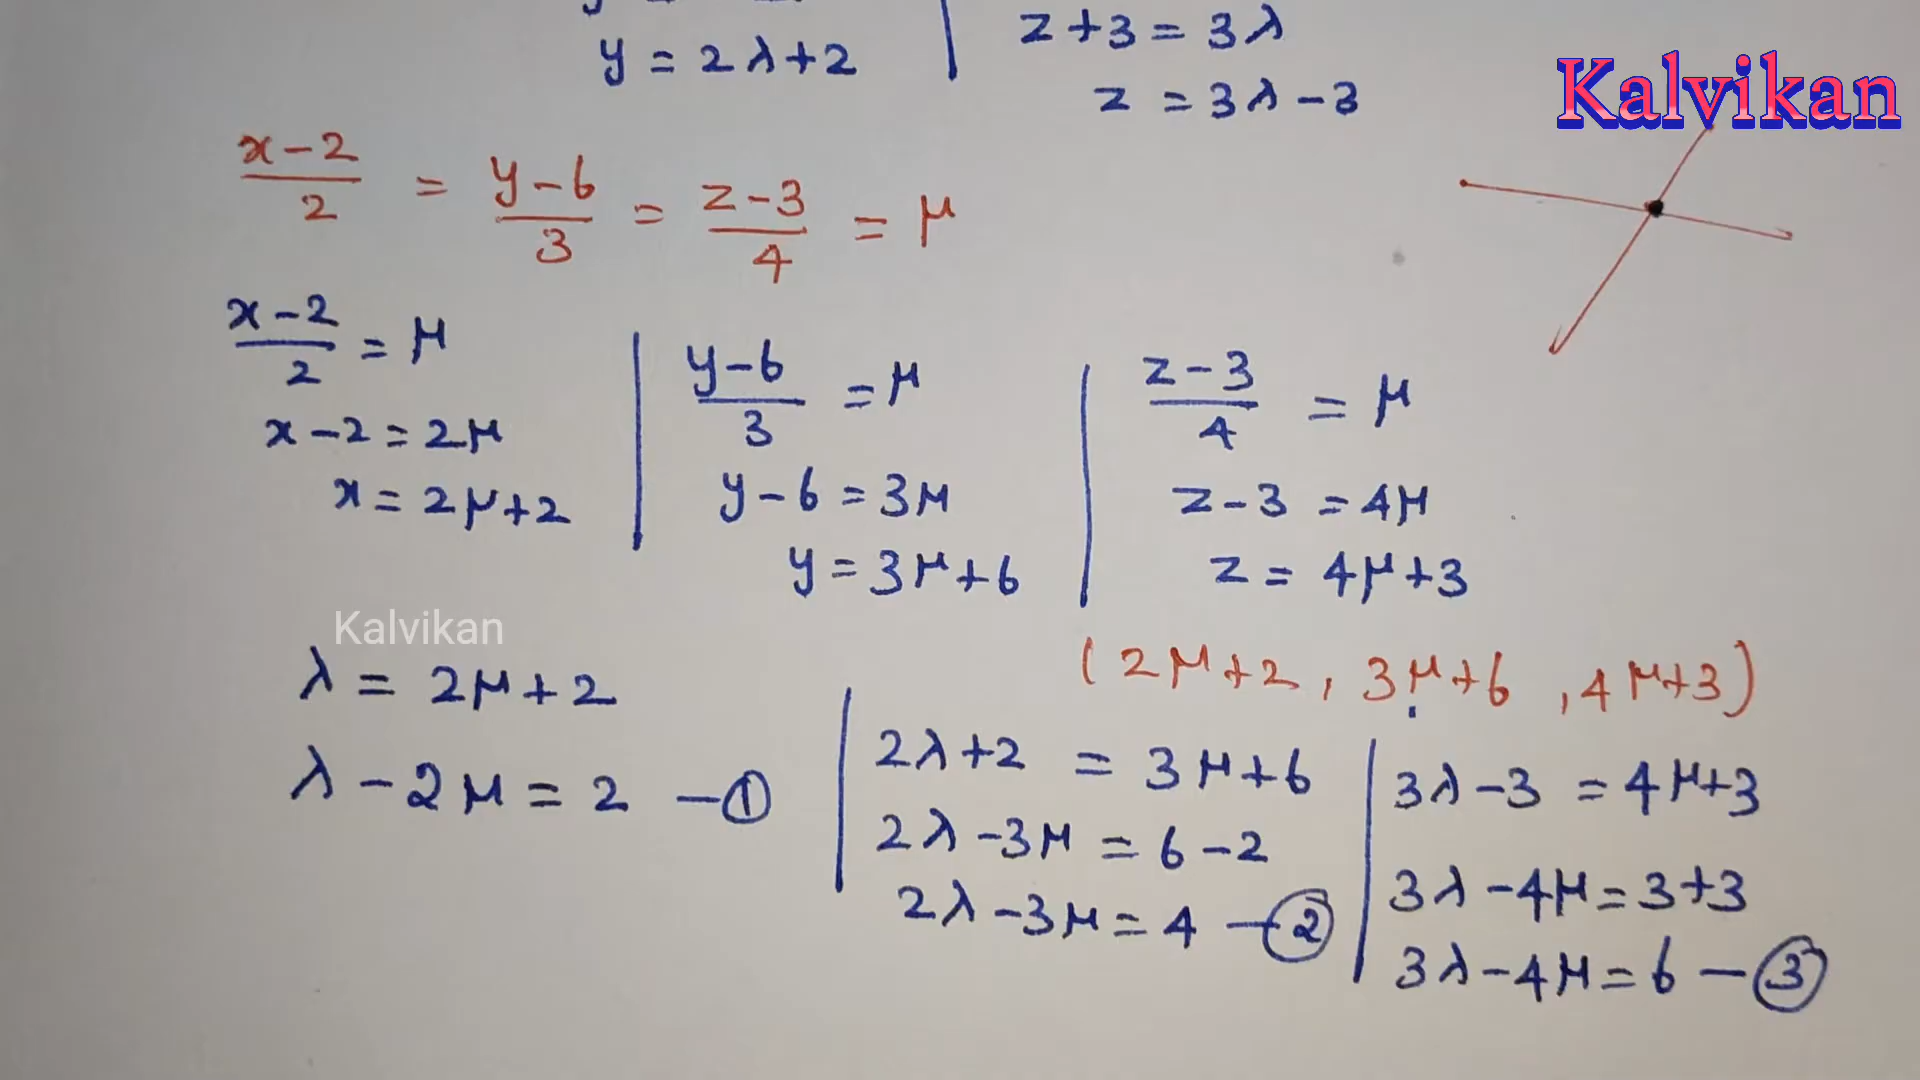 y = 2λ+2
z+3 = 3λ
z = 3λ-3
Kalvikan
x-2/2 = y-6/3 = z-3/4 = μ
x-2/2 = μ
x-2 = 2μ
x = 2μ+2
y-6/3 = μ
y-6 = 3μ
y = 3μ+6
z-3/4 = μ
z-3 = 4μ
z = 4μ+3
Kalvikan
(2μ+2, 3μ+6, 4μ+3)
λ = 2μ+2
λ-2μ = 2 —①
2λ+2 = 3μ+6
2λ-3μ = 6-2
2λ-3μ = 4 —②
3λ-3 = 4μ+3
3λ-4μ = 3+3
3λ-4μ = 6 —③